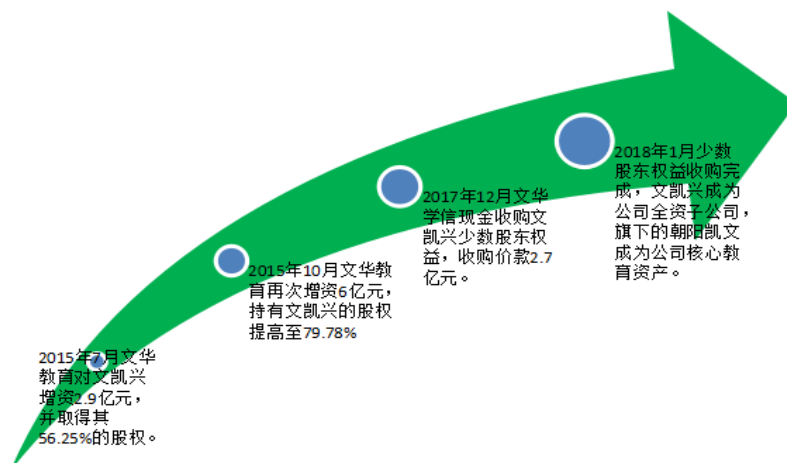 2015年7月文华
教育对文凯兴
增资2.9亿元，
并取得其
56.25%的股权。
2015年10月文华教
育再次增资6亿元，
持有文凯兴的股权
提高至79.78%
2017年12月文华
学信现金收购文
凯兴少数股东权
益，收购价款2.7
亿元。
2018年1月少数
股东权益收购完
成，文凯兴成为
公司全资子公司，
旗下的朝阳凯文
成为公司核心教
育资产。